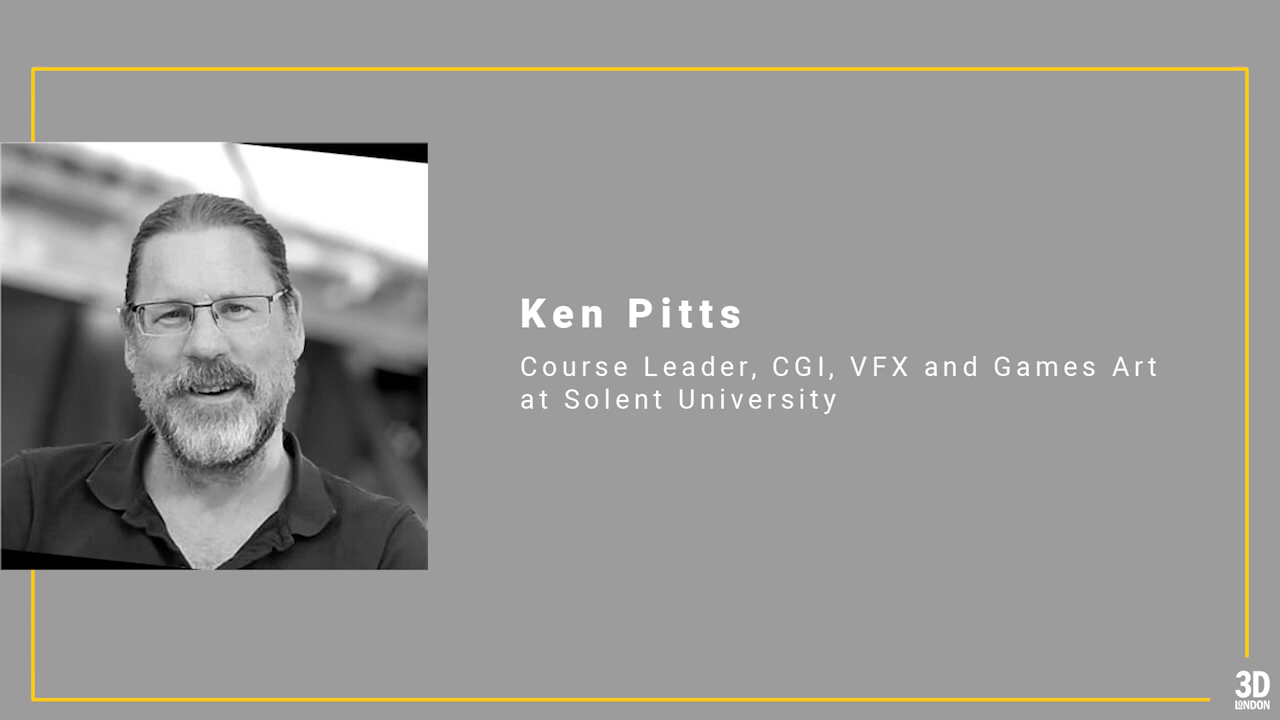 Ken Pitts
Course Leader, CGI, VFX and Games Art
at Solent University
3D
LONDON